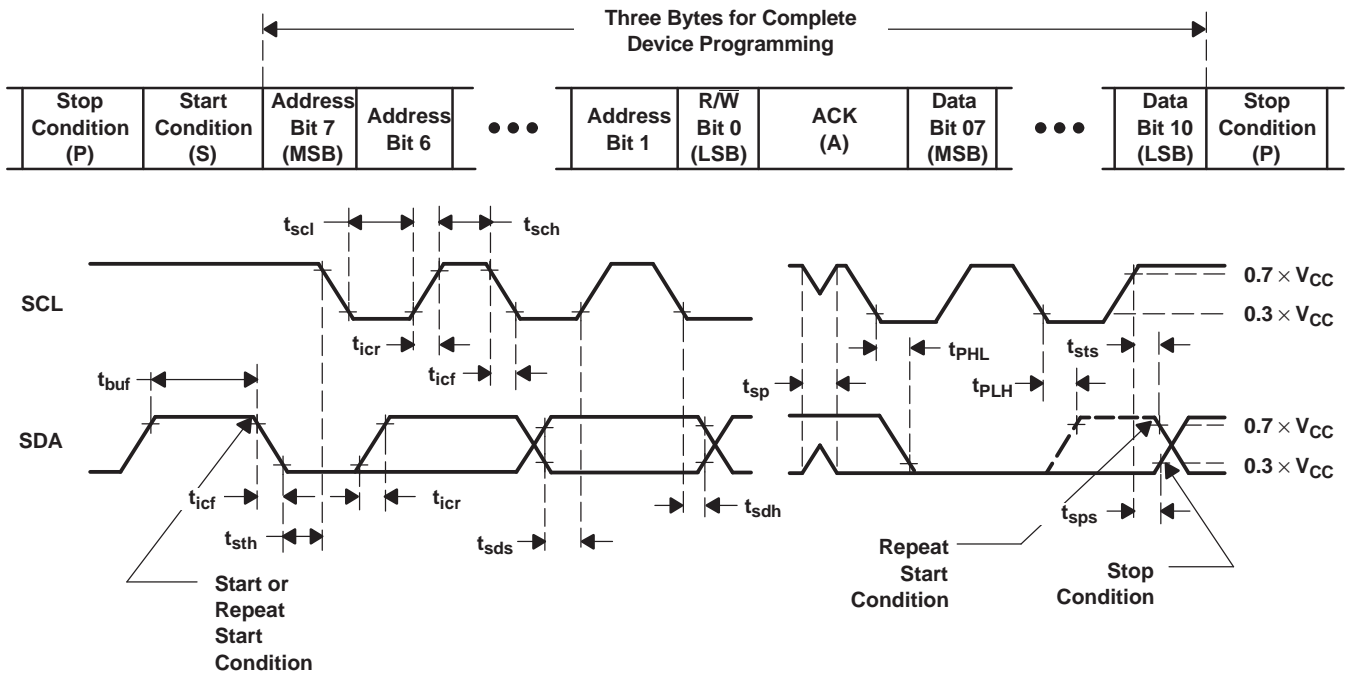 Three Bytes for Complete
Device Programming
Stop
Condition
(P)
Start
Condition
(S)
Address
Bit 7
(MSB)
Address
Bit 6
•••
Address
Bit 1
R/W̅
Bit 0
(LSB)
ACK
(A)
Data
Bit 07
(MSB)
•••
Data
Bit 10
(LSB)
Stop
Condition
(P)
tscl
tsch
SCL
0.7 × VCC
0.3 × VCC
ticr
ticf
tPHL
tsts
tbuf
tsp
tPLH
SDA
0.7 × VCC
0.3 × VCC
ticf
ticr
tsdh
tsth
tsds
tsps
Start or
Repeat
Start
Condition
Repeat
Start
Condition
Stop
Condition